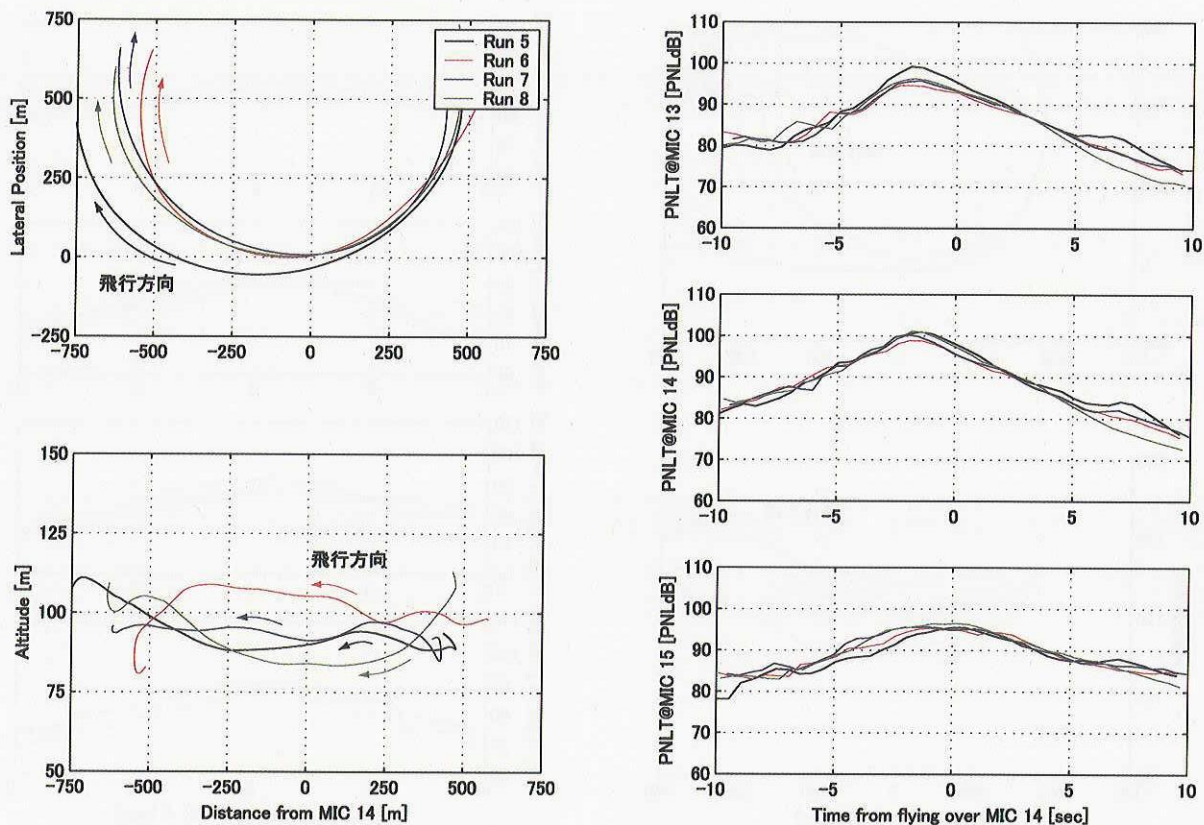 750
500
250
0
-250
Lateral Position [m]
Run 5
Run 6
Run 7
Run 8
飛行方向
-750 -500 -250 0 250 500 750
150
125
100
75
50
Altitude [m]
飛行方向
-750 -500 -250 0 250 500 750
Distance from MIC 14 [m]
110
100
90
80
70
60
PNLT@MIC 13 [PNLdB]
-10 -5 0 5 10
110
100
90
80
70
60
PNLT@MIC 14 [PNLdB]
-10 -5 0 5 10
110
100
90
80
70
60
PNLT@MIC 15 [PNLdB]
-10 -5 0 5 10
Time from flying over MIC 14 [sec]